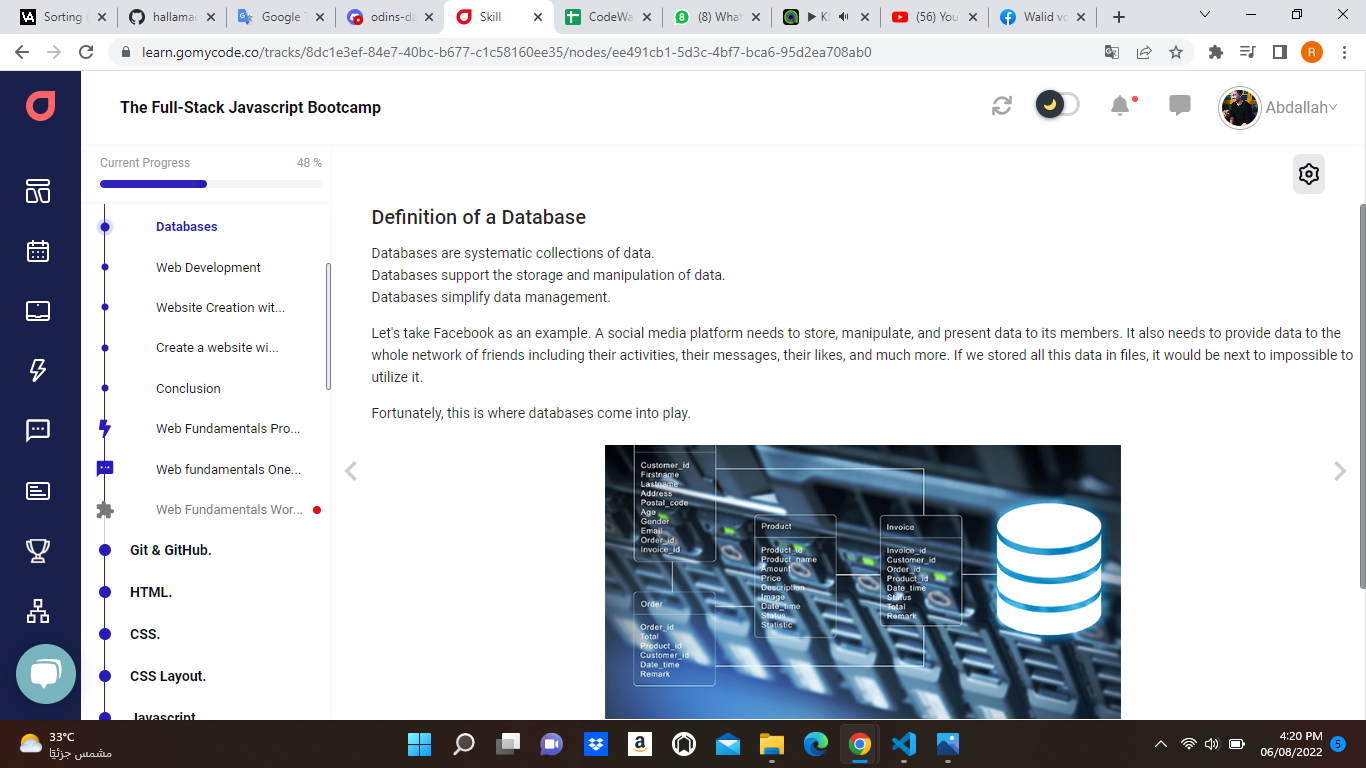 Sorting (
hallamac
Google T
odins-da
Skill
CodeWa
(8) What
Kl
(56) You
Walid vo
learn.gomycode.co/tracks/8dc1e3ef-84e7-40bc-b677-c1c58160ee35/nodes/ee491cb1-5d3c-4bf7-bca6-95d2ea708ab0
R
The Full-Stack Javascript Bootcamp
Abdallah
Current Progress 48 %
Databases
Web Development
Website Creation wit...
Create a website wi...
Conclusion
Web Fundamentals Pro...
Web fundamentals One...
Web Fundamentals Wor...
Git & GitHub.
HTML.
CSS.
CSS Layout.
Javascript
Definition of a Database
Databases are systematic collections of data.
Databases support the storage and manipulation of data.
Databases simplify data management.
Let's take Facebook as an example. A social media platform needs to store, manipulate, and present data to its members. It also needs to provide data to the
whole network of friends including their activities, their messages, their likes, and much more. If we stored all this data in files, it would be next to impossible to
utilize it.
Fortunately, this is where databases come into play.
Customer_id
Firstname
Lastname
Address
Postal_code
Age
Gender
Email
Order_id
Invoice_id
Order
Order_id
Total
Product_id
Customer_id
Date_time
Remark
Product
Product_id
Product_name
Amount
Price
Description
Image
Date_time
Status
Statistic
Invoice
Invoice_id
Customer_id
Order_id
Product_id
Date_time
Status
Total
Remark
33°C
مشمس جزئيًا
4:20 PM
06/08/2022
5